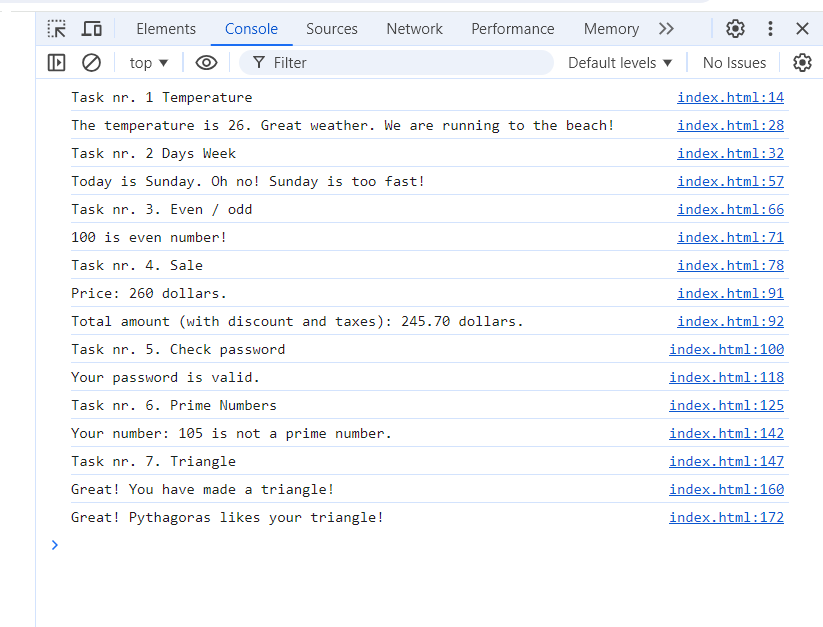 Elements Console Sources Network Performance Memory
top Filter Default levels No Issues
Task nr. 1 Temperature index.html:14
The temperature is 26. Great weather. We are running to the beach! index.html:28
Task nr. 2 Days Week index.html:32
Today is Sunday. Oh no! Sunday is too fast! index.html:57
Task nr. 3. Even / odd index.html:66
100 is even number! index.html:71
Task nr. 4. Sale index.html:78
Price: 260 dollars. index.html:91
Total amount (with discount and taxes): 245.70 dollars. index.html:92
Task nr. 5. Check password index.html:100
Your password is valid. index.html:118
Task nr. 6. Prime Numbers index.html:125
Your number: 105 is not a prime number. index.html:142
Task nr. 7. Triangle index.html:147
Great! You have made a triangle! index.html:160
Great! Pythagoras likes your triangle! index.html:172